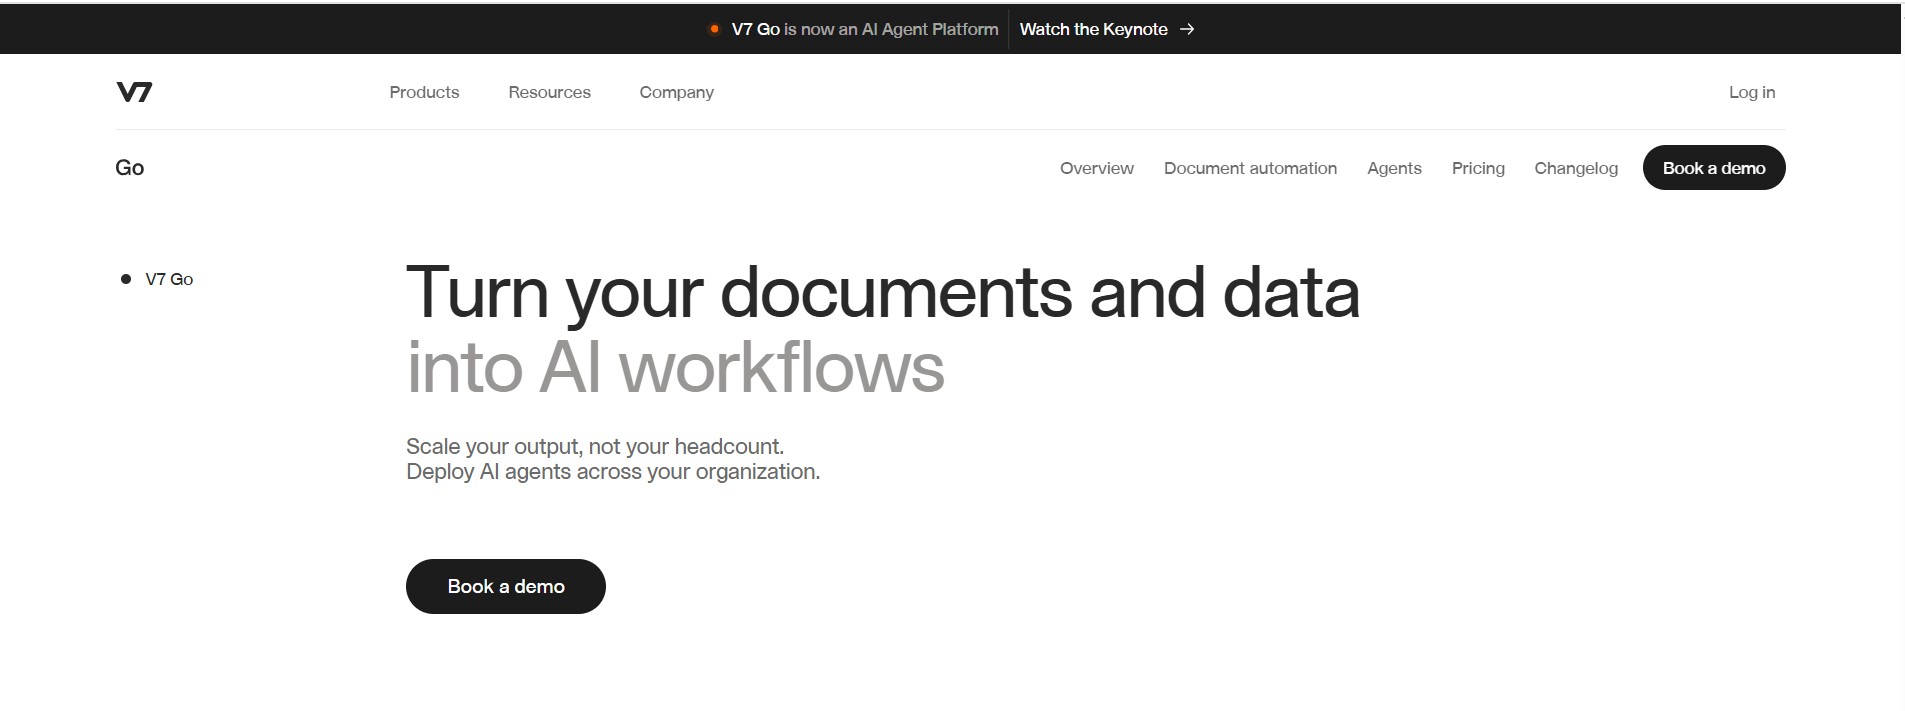 V7 Go is now an AI Agent Platform Watch the Keynote →
V7 Products Resources Company Log in
Go Overview Document automation Agents Pricing Changelog Book a demo
V7 Go
Turn your documents and data
into AI workflows
Scale your output, not your headcount.
Deploy AI agents across your organization.
Book a demo